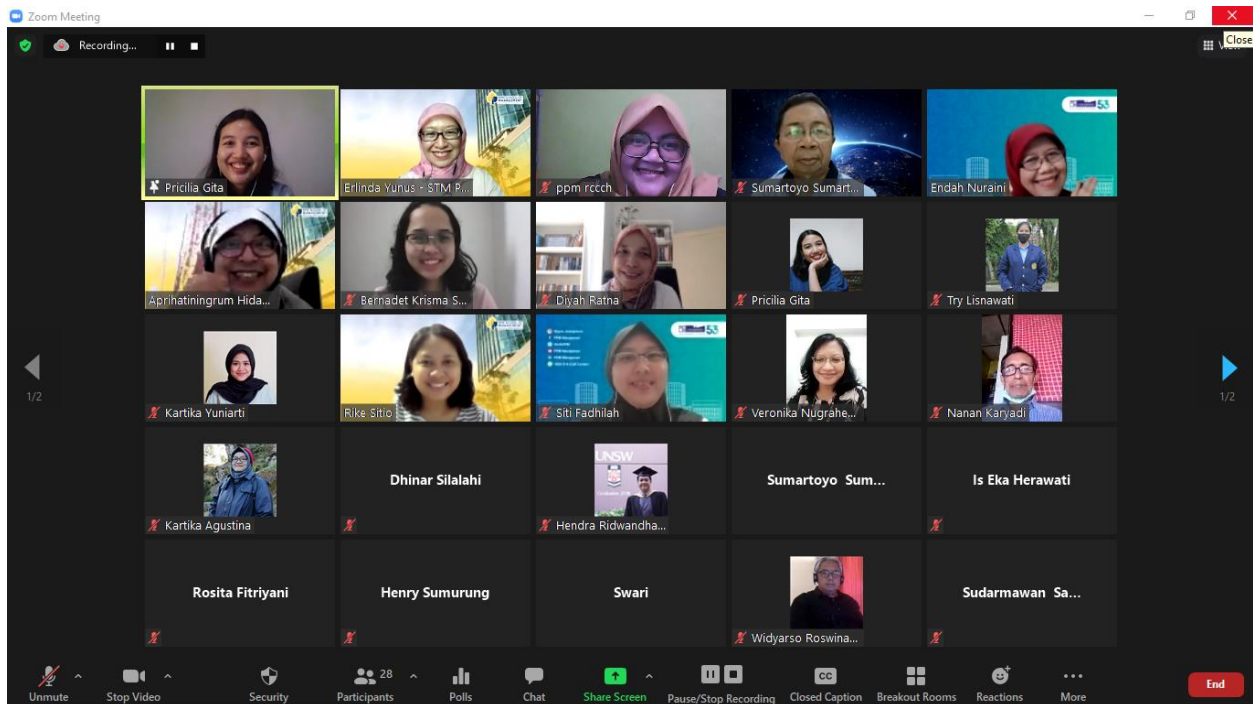 Zoom Meeting
Close
Recording...
View
Pricilia Gita
Erlinda Yunus - STM P...
ppm rccch
Sumartoyo Sumart...
53
Endah Nuraini
Aprihatiningrum Hida...
Bernadet Krisma S...
Diyah Ratna
Pricilia Gita
Try Lisnawati
Kartika Yuniarti
Rike Sitio
53
Siti Fadhilah
Veronika Nugrahe...
Nanan Karyadi
1/2
1/2
Kartika Agustina
Dhinar Silalahi
UNSW
Hendra Ridwandha...
Sumartoyo Sum...
Is Eka Herawati
Rosita Fitriyani
Henry Sumurung
Swari
Widyarso Roswina...
Sudarmawan Sa...
Unmute
Stop Video
Security
28
Participants
Polls
Chat
Share Screen
Pause/Stop Recording
CC
Closed Caption
Breakout Rooms
Reactions
More
End